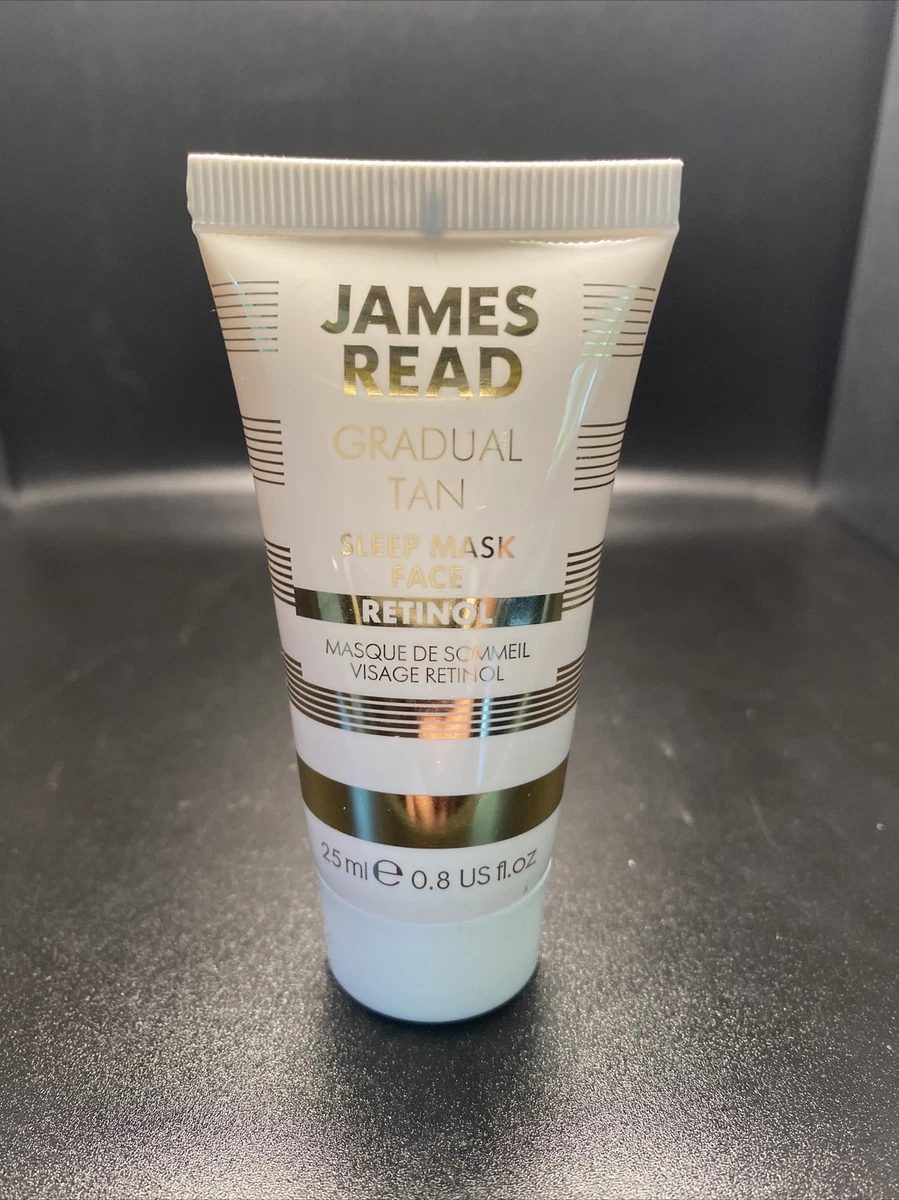 JAMES
READ
GRADUAL
TAN
SLEEP MASK
FACE
RETINOL
MASQUE DE SOMMEIL
VISAGE RETINOL
25 ml ℮ 0.8 US fl.oz